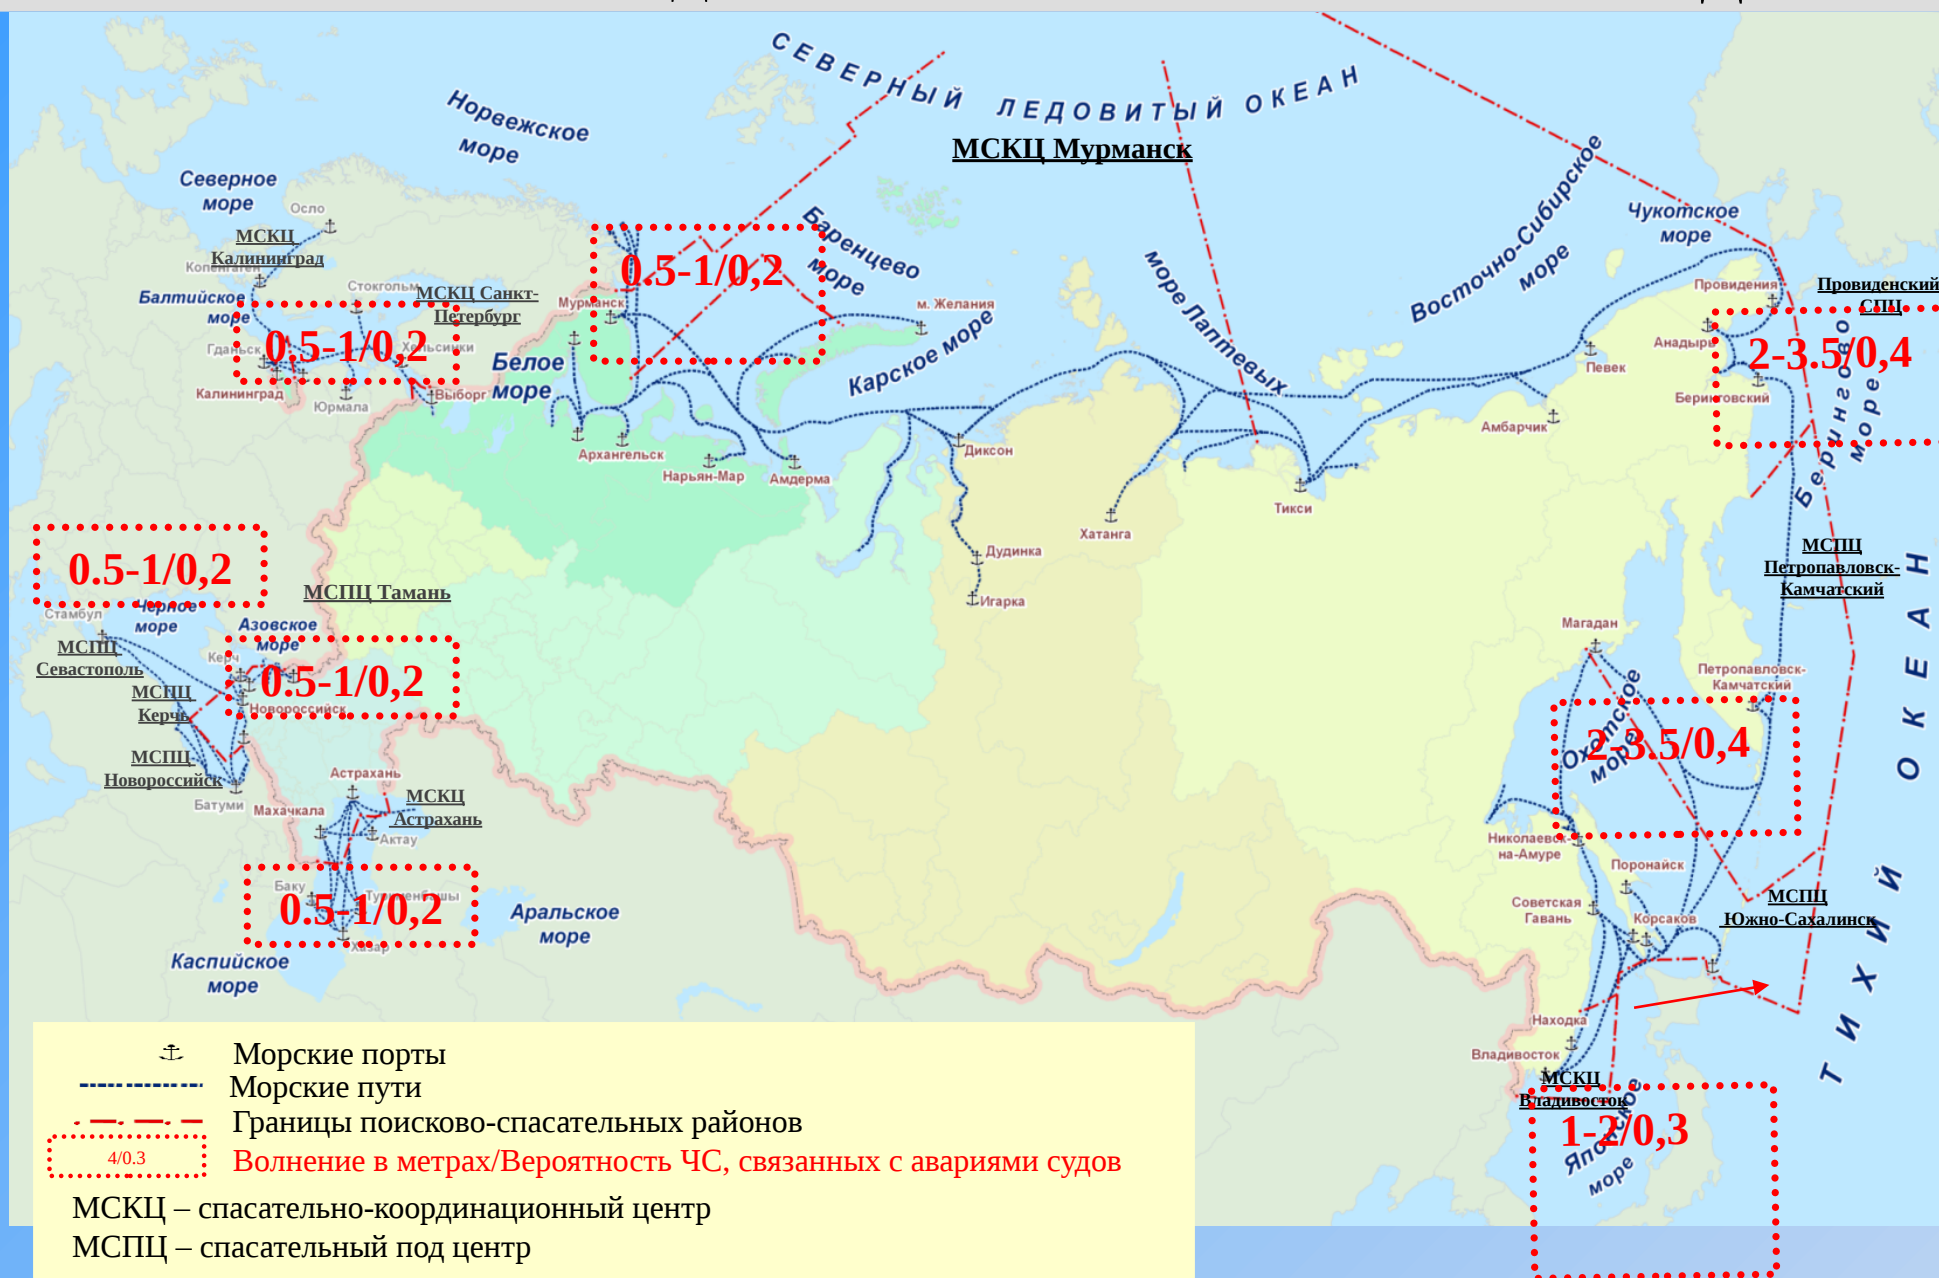 СЕВЕРНЫЙ ЛЕДОВИТЫЙ ОКЕАН
Норвежское
море
МСКЦ Мурманск
Северное
море
Осло
МСКЦ
Калининград
Копенгаген
Балтийское
море
Стокгольм
МСКЦ Санкт-
Петербург
0.5-1/0,2
Гданьск
Хельсинки
Калининград
Юрмала
Выборг
Белое
море
Мурманск
0.5-1/0,2
Баренцево
море
м. Желания
Карское море
море Лаптевых
Восточно-Сибирское
море
Чукотское
море
Провидения
Провиденский
СПЦ
Анадырь
2-3.5/0,4
Беринговский
Берингово
море
Певек
Амбарчик
Архангельск
Нарьян-Мар
Амдерма
Диксон
Тикси
Хатанга
Дудинка
Игарка
0.5-1/0,2
МСПЦ Тамань
Стамбул
Черное
море
Азовское
море
МСПЦ
Севастополь
Керчь
0.5-1/0,2
МСПЦ
Керчь
Новороссийск
МСПЦ
Новороссийск
Батуми
Астрахань
Махачкала
МСКЦ
Астрахань
Актау
Баку
Туркменбашы
0.5-1/0,2
Хазар
Аральское
море
Каспийское
море
МСПЦ
Петропавловск-
Камчатский
Магадан
Петропавловск-
Камчатский
Охотское
море
2-3.5/0,4
Николаевск-
на-Амуре
Поронайск
Советская
Гавань
Корсаков
МСПЦ
Южно-Сахалинск
ТИХИЙ ОКЕАН
Находка
Владивосток
МСКЦ
Владивосток
1-2/0,3
Японское
море
Морские порты
Морские пути
Границы поисково-спасательных районов
4/0.3
Волнение в метрах/Вероятность ЧС, связанных с авариями судов
МСКЦ – спасательно-координационный центр
МСПЦ – спасательный под центр